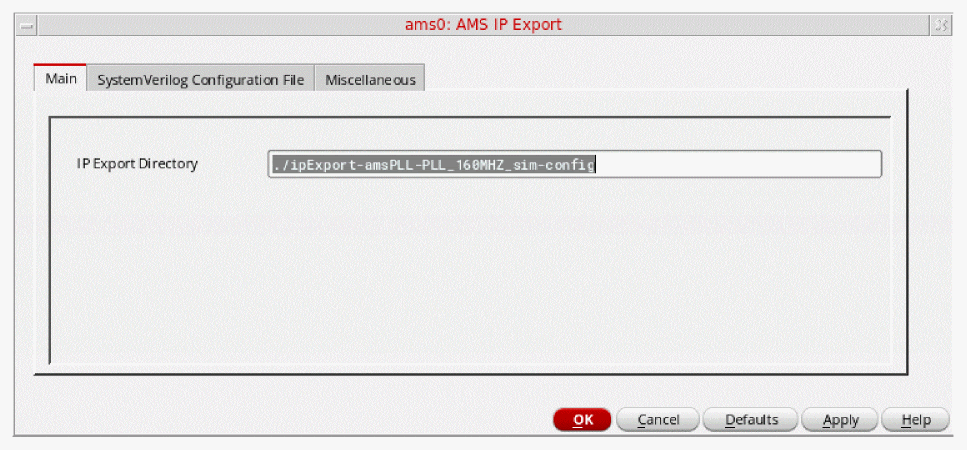 ams0: AMS IP Export
Main SystemVerilog Configuration File Miscellaneous
IP Export Directory ./ipExport-amsPLL-PLL_160MHZ_sim-config
OK Cancel Defaults Apply Help